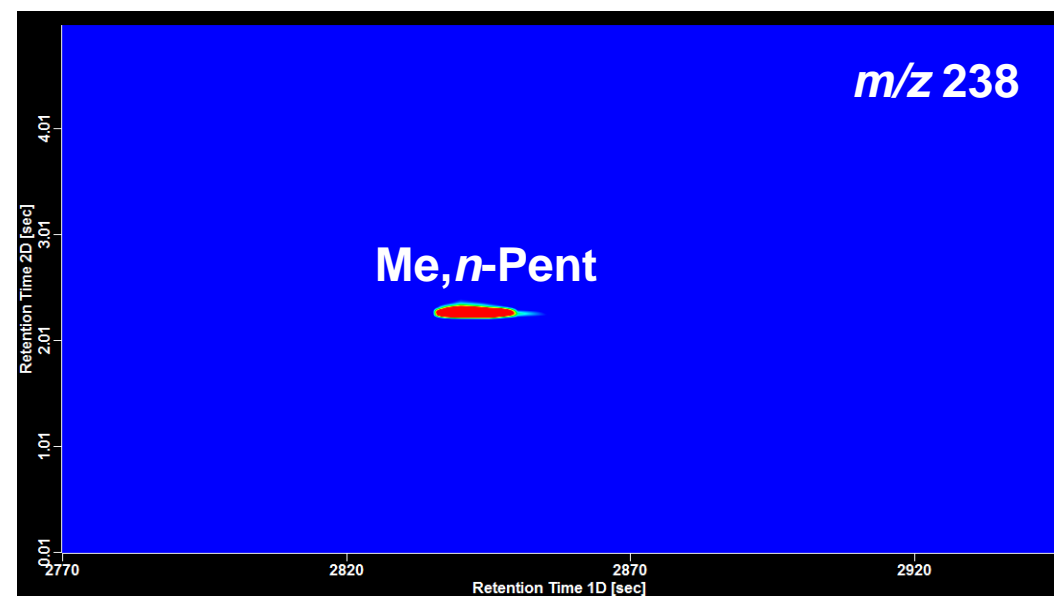 m/z 238
Me,n-Pent
4.01
3.01
2.01
1.01
0.01
Retention Time 2D [sec]
2770
2820
2870
2920
Retention Time 1D [sec]